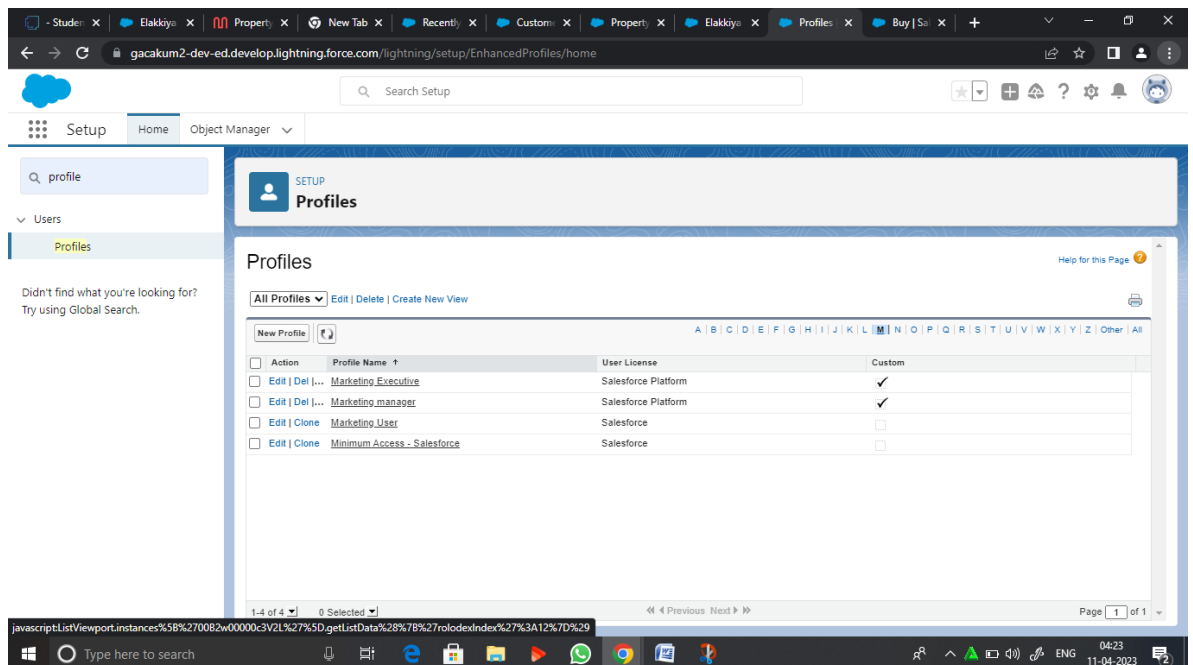 - Studen
Elakkiya
Property
New Tab
Recently
Custom
Property
Elakkiya
Profiles
Buy | Sal
gacakum2-dev-ed.develop.lightning.force.com/lightning/setup/EnhancedProfiles/home
Search Setup
Setup
Home
Object Manager
profile
Users
Profiles
Didn't find what you're looking for?
Try using Global Search.
SETUP
Profiles
Profiles
Help for this Page
All Profiles Edit | Delete | Create New View
New Profile
A | B | C | D | E | F | G | H | I | J | K | L | M | N | O | P | Q | R | S | T | U | V | W | X | Y | Z | Other | All
Action Profile Name ↑ User License Custom
Edit | Del |... Marketing Executive Salesforce Platform ✓
Edit | Del |... Marketing manager Salesforce Platform ✓
Edit | Clone Marketing User Salesforce
Edit | Clone Minimum Access - Salesforce Salesforce
1-4 of 4 0 Selected Previous Next Page 1 of 1
javascript:ListViewport.instances%5B%2700B2w00000c3V2L%27%5D.getListData%28%7B%27rolodexIndex%27%3A12%7D%29
Type here to search
ENG
04:23
11-04-2023